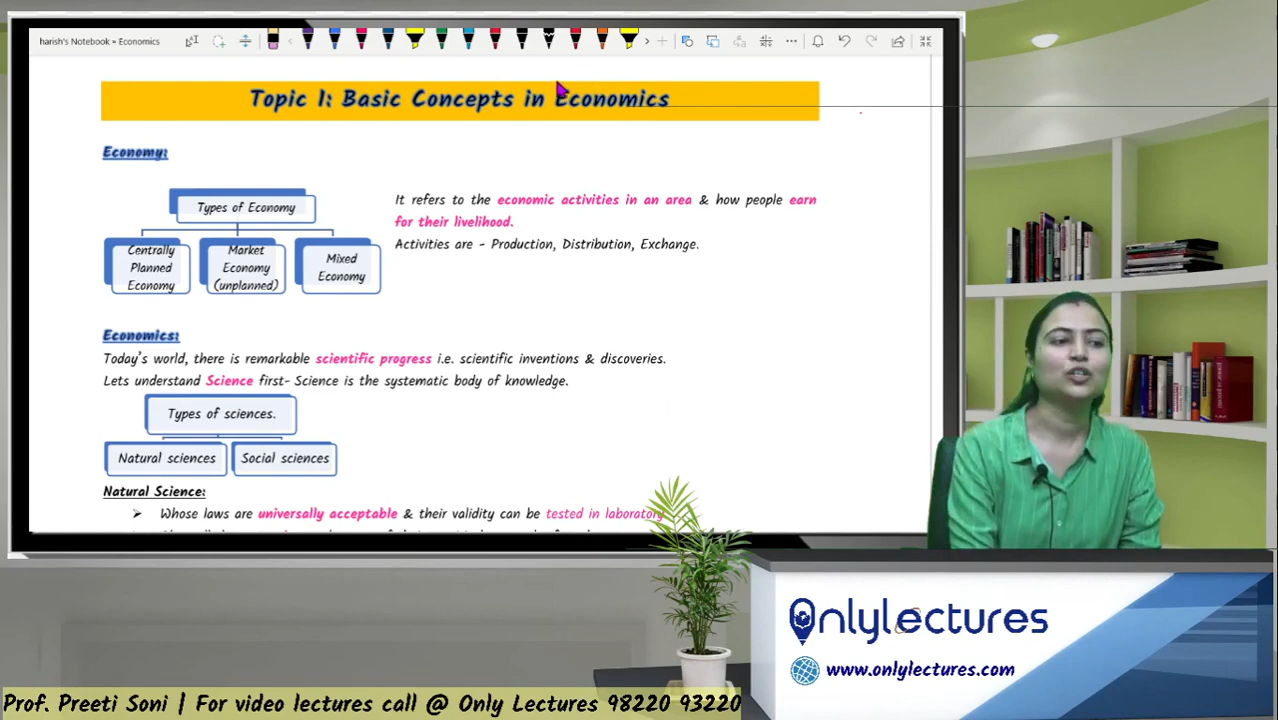 harish's Notebook » Economics
Topic 1: Basic Concepts in Economics
Economy:
Types of Economy
Centrally
Planned
Economy
Market
Economy
(unplanned)
Mixed
Economy
It refers to the economic activities in an area & how people earn
for their livelihood.
Activities are - Production, Distribution, Exchange.
Economics:
Today's world, there is remarkable scientific progress i.e. scientific inventions & discoveries.
Lets understand Science first- Science is the systematic body of knowledge.
Types of sciences.
Natural sciences
Social sciences
Natural Science:
➤ Whose laws are universally acceptable & their validity can be tested in laboratory
Onlylectures
www.onlylectures.com
Prof. Preeti Soni | For video lectures call @ Only Lectures 98220 93220